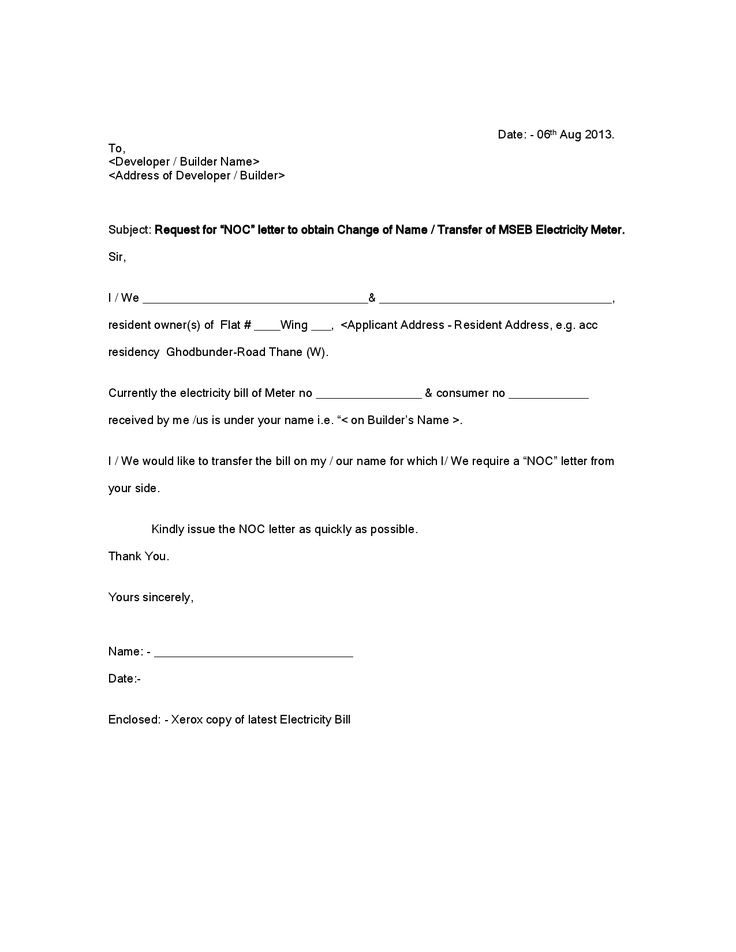 Date: - 06th Aug 2013.
To,
<Developer / Builder Name>
<Address of Developer / Builder>
Subject: Request for “NOC” letter to obtain Change of Name / Transfer of MSEB Electricity Meter.
Sir,
I / We __________________________________& ___________________________________,
resident owner(s) of Flat # ____Wing ___, <Applicant Address - Resident Address, e.g. acc
residency Ghodbunder-Road Thane (W).
Currently the electricity bill of Meter no ________________ & consumer no ____________
received by me /us is under your name i.e. “< on Builder’s Name >.
I / We would like to transfer the bill on my / our name for which I/ We require a “NOC” letter from
your side.
Kindly issue the NOC letter as quickly as possible.
Thank You.
Yours sincerely,
Name: - ______________________________
Date:-
Enclosed: - Xerox copy of latest Electricity Bill